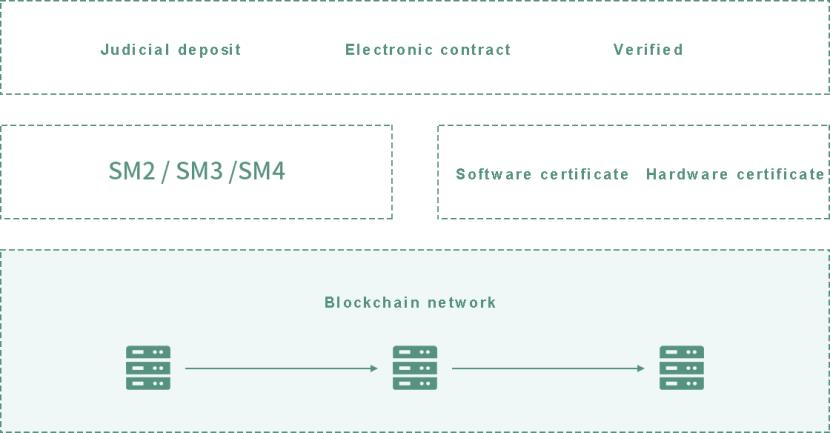 Judicial deposit
Electronic contract
Verified
SM2 / SM3 /SM4
Software certificate
Hardware certificate
Blockchain network